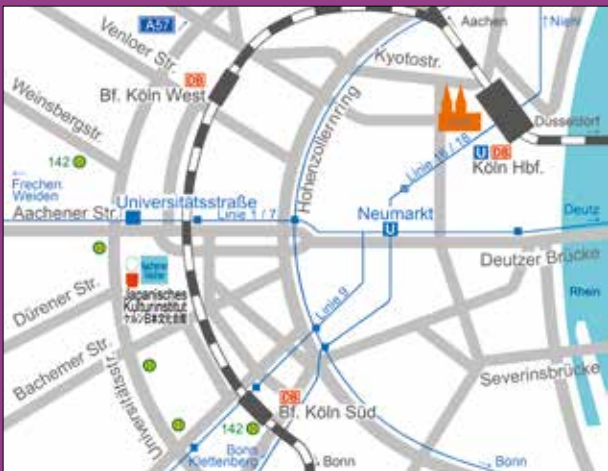 A57
Aachen
Niehl
Venloer Str.
Kyotostr.
DB
Bf. Köln West
Weinsbergstr.
Hohenzollernring
Düsseldorf
Linie 16 / 18
U DB
Köln Hbf.
142
Frechen
Weiden
Universitätsstraße
Neumarkt
U
Aachener Str.
Linie 1 / 7
Deutz
Deutzer Brücke
Japanisches
Kulturinstitut
ケルン日本文化会館
Rhein
Dürener Str.
Linie 9
Bachemer Str.
Universitätsstr.
Severinsbrücke
DB
Bf. Köln Süd
142
Bonn
Klettenberg
Bonn
Bonn